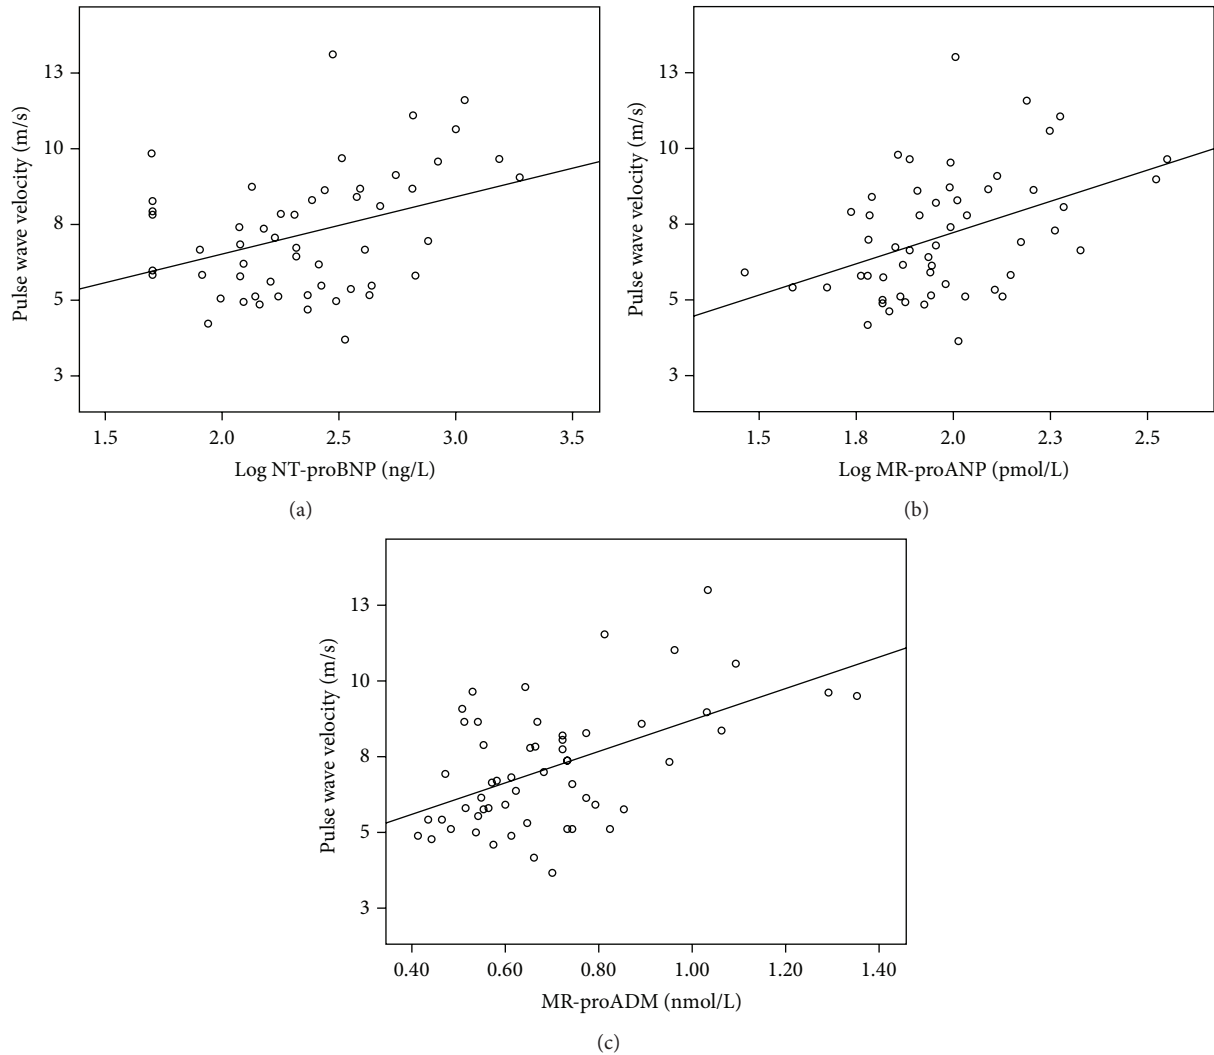 Pulse wave velocity (m/s)
13
10
8
5
3
1.5 2.0 2.5 3.0 3.5
Log NT-proBNP (ng/L)
(a)
Pulse wave velocity (m/s)
13
10
8
5
3
1.5 1.8 2.0 2.3 2.5
Log MR-proANP (pmol/L)
(b)
Pulse wave velocity (m/s)
13
10
8
5
3
0.40 0.60 0.80 1.00 1.20 1.40
MR-proADM (nmol/L)
(c)